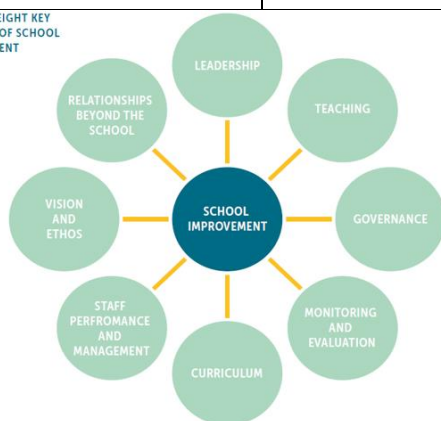 EIGHT KEY
OF SCHOOL
LEADERSHIP
TEACHING
GOVERNANCE
MONITORING
AND
EVALUATION
CURRICULUM
STAFF
PERFROMANCE
AND
MANAGEMENT
VISION
AND
ETHOS
RELATIONSHIPS
BEYOND THE
SCHOOL
SCHOOL
IMPROVEMENT